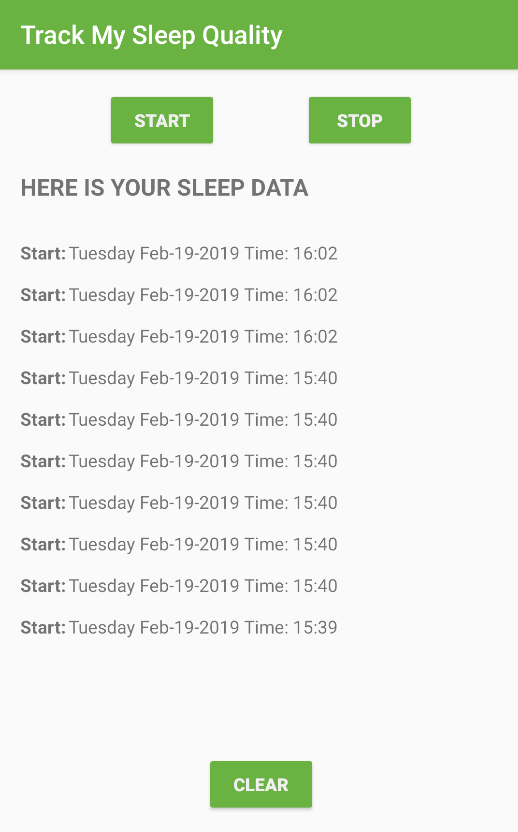 Track My Sleep Quality
START STOP
HERE IS YOUR SLEEP DATA
Start: Tuesday Feb-19-2019 Time: 16:02
Start: Tuesday Feb-19-2019 Time: 16:02
Start: Tuesday Feb-19-2019 Time: 16:02
Start: Tuesday Feb-19-2019 Time: 15:40
Start: Tuesday Feb-19-2019 Time: 15:40
Start: Tuesday Feb-19-2019 Time: 15:40
Start: Tuesday Feb-19-2019 Time: 15:40
Start: Tuesday Feb-19-2019 Time: 15:40
Start: Tuesday Feb-19-2019 Time: 15:40
Start: Tuesday Feb-19-2019 Time: 15:39
CLEAR